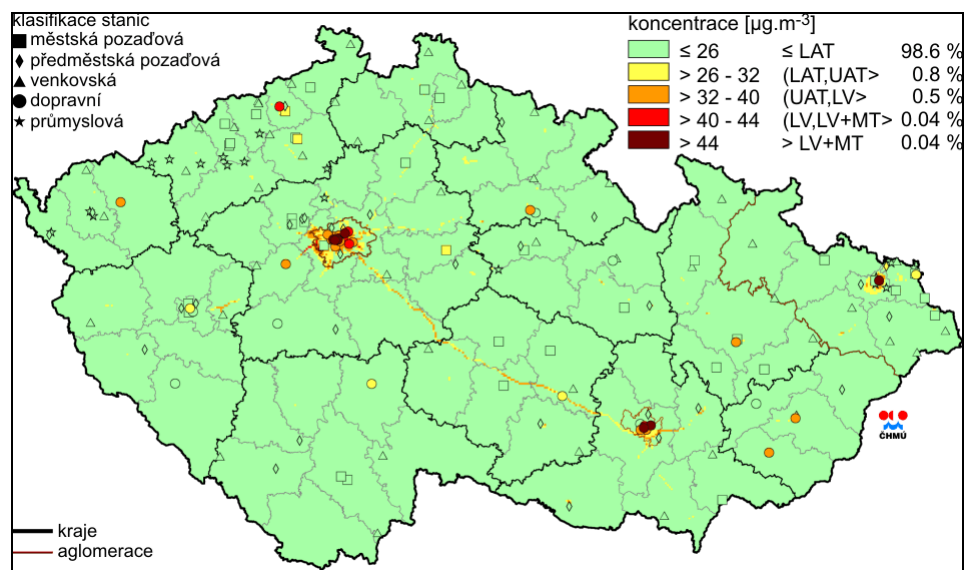 klasifikace stanic
městská pozaďová
předměstská pozaďová
venkovská
dopravní
průmyslová
koncentrace [µg.m-3]
≤ 26 ≤ LAT 98.6 %
> 26 - 32 (LAT,UAT> 0.8 %
> 32 - 40 (UAT,LV> 0.5 %
> 40 - 44 (LV,LV+MT> 0.04 %
> 44 > LV+MT 0.04 %
ČHMÚ
kraje
aglomerace